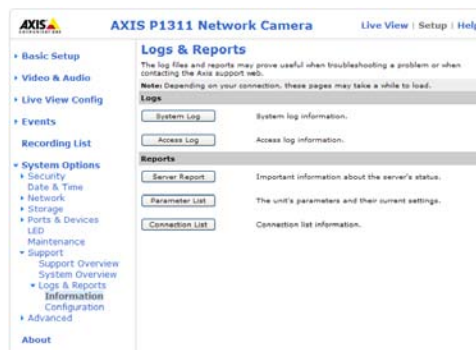 AXIS
COMMUNICATIONS
AXIS P1311 Network Camera
Live View | Setup | Help
Basic Setup
Video & Audio
Live View Config
Events
Recording List
System Options
Security
Date & Time
Network
Storage
Ports & Devices
LED
Maintenance
Support
Support Overview
System Overview
Logs & Reports
Information
Configuration
Advanced
About
Logs & Reports
The log files and reports may prove useful when troubleshooting a problem or when
contacting the Axis support web.
Note: Depending on your connection, these pages may take a while to load.
Logs
System Log System log information.
Access Log Access log information.
Reports
Server Report Important information about the server's status.
Parameter List The unit's parameters and their current settings.
Connection List Connection list information.